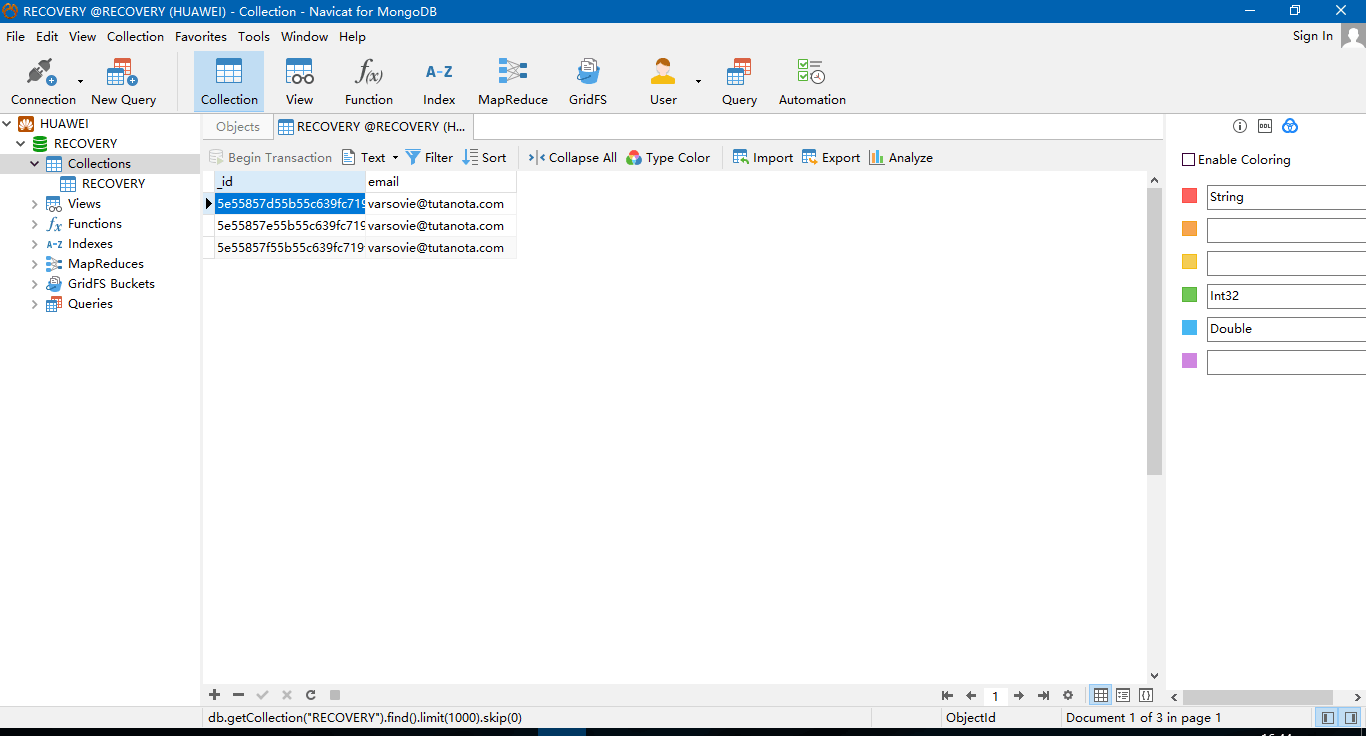 RECOVERY @RECOVERY (HUAWEI) - Collection - Navicat for MongoDB
File Edit View Collection Favorites Tools Window Help Sign In
Connection New Query Collection View Function Index MapReduce GridFS User Query Automation
f(x) A-Z
HUAWEI
RECOVERY
Collections
RECOVERY
Views
fx Functions
A-Z Indexes
MapReduces
GridFS Buckets
Queries
Objects RECOVERY @RECOVERY (H...
Begin Transaction Text Filter Sort Collapse All Type Color Import Export Analyze
_id email
5e55857d55b55c639fc719 varsovie@tutanota.com
5e55857e55b55c639fc719 varsovie@tutanota.com
5e55857f55b55c639fc719 varsovie@tutanota.com
DDL
Enable Coloring
String
Int32
Double
1
db.getCollection("RECOVERY").find().limit(1000).skip(0) ObjectId Document 1 of 3 in page 1